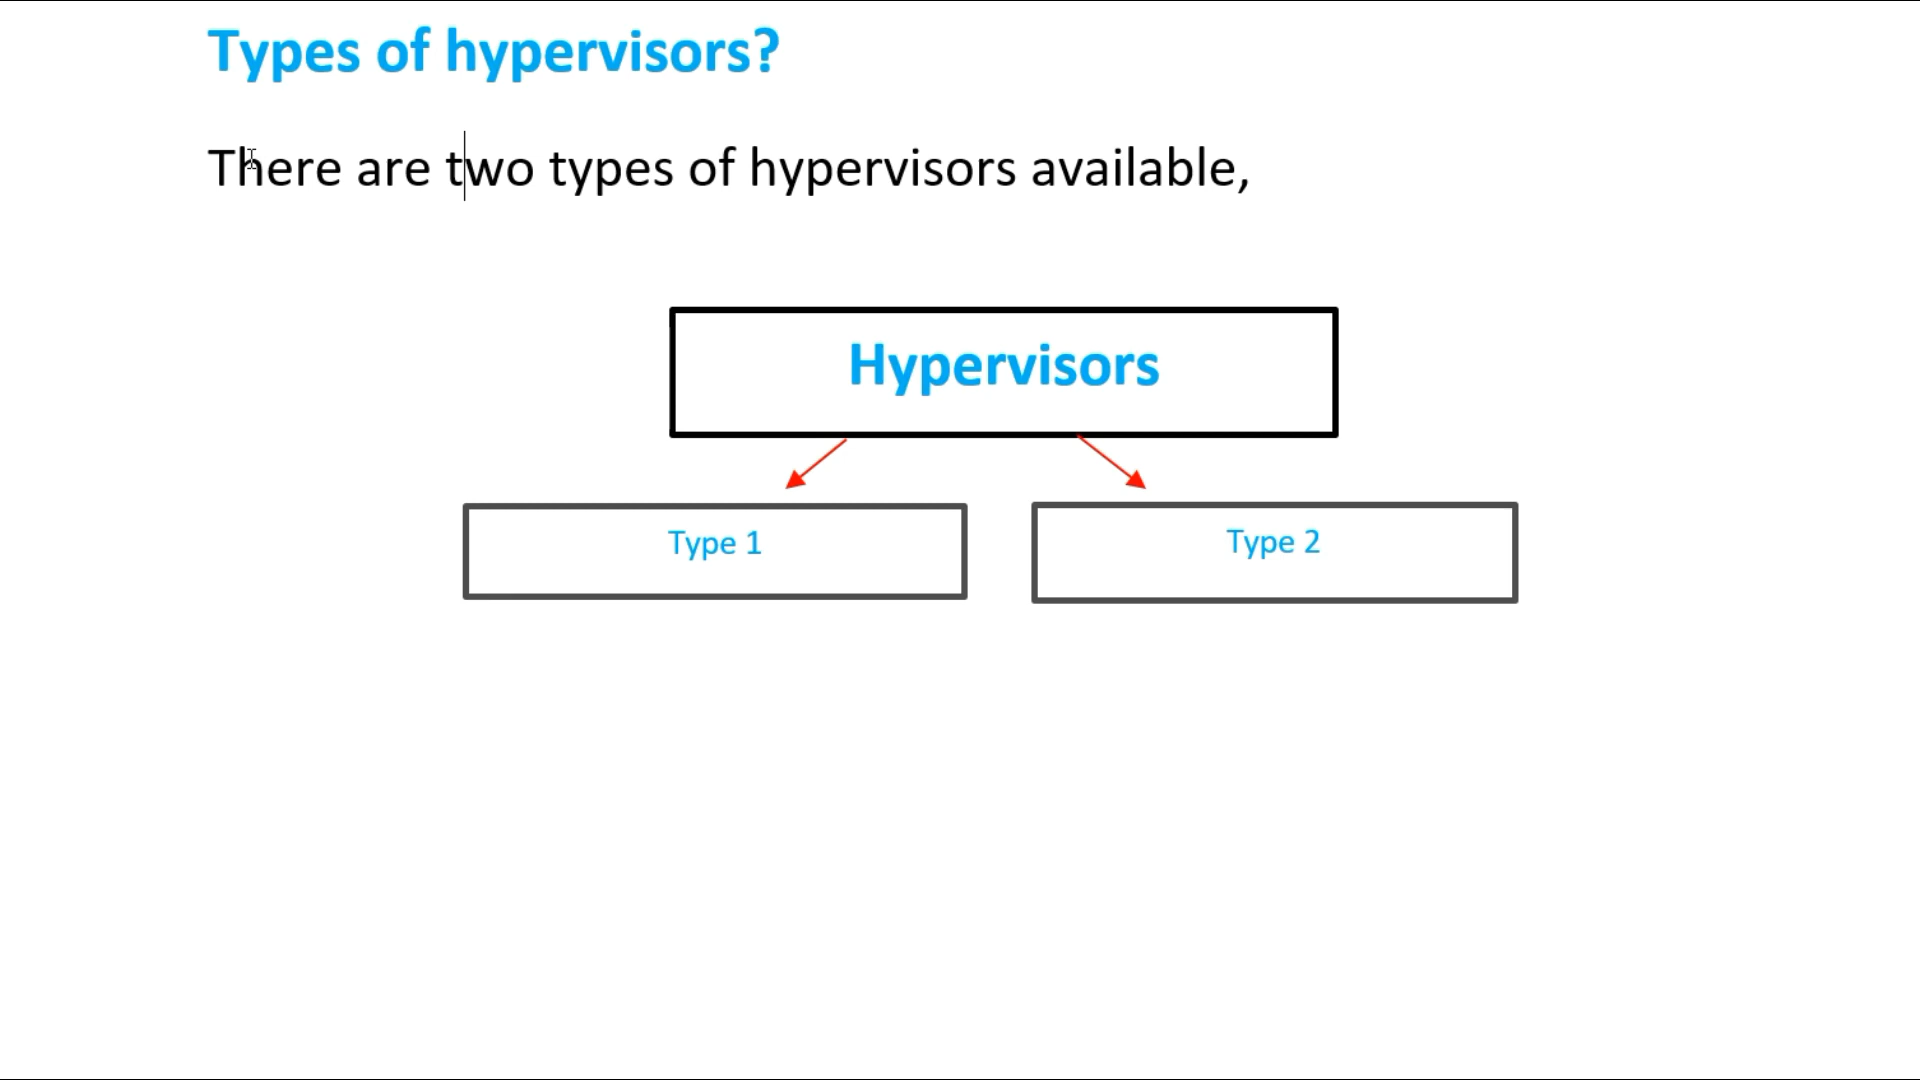 Types of hypervisors?
There are two types of hypervisors available,
Hypervisors
Type 1
Type 2